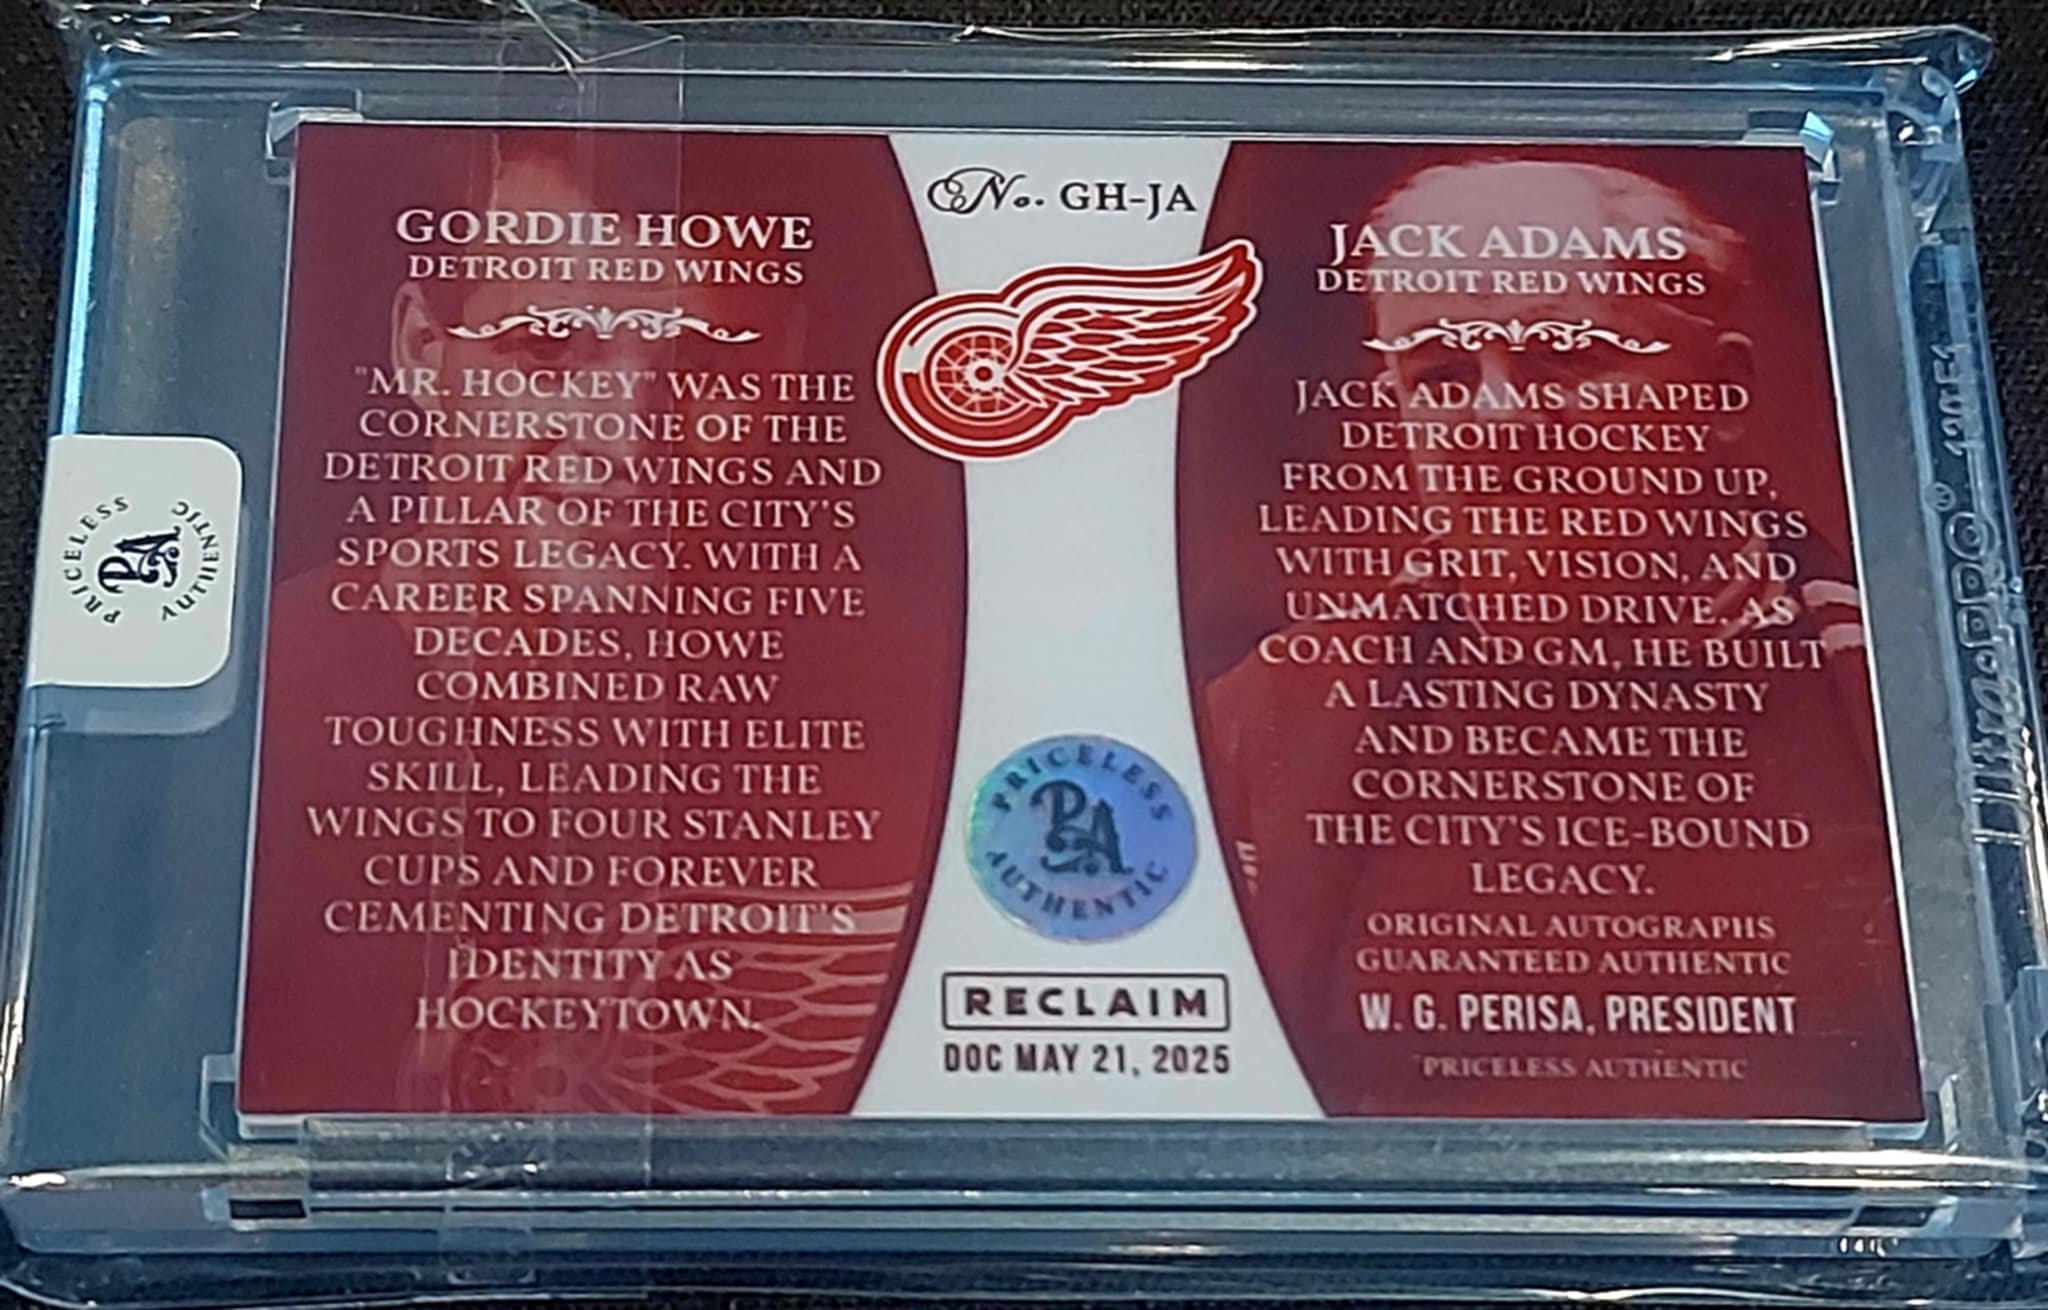 No. GH-JA
GORDIE HOWE
DETROIT RED WINGS
"MR. HOCKEY" WAS THE
CORNERSTONE OF THE
DETROIT RED WINGS AND
A PILLAR OF THE CITY'S
SPORTS LEGACY. WITH A
CAREER SPANNING FIVE
DECADES, HOWE
COMBINED RAW
TOUGHNESS WITH ELITE
SKILL, LEADING THE
WINGS TO FOUR STANLEY
CUPS AND FOREVER
CEMENTING DETROIT'S
IDENTITY AS
HOCKEYTOWN.
JACK ADAMS
DETROIT RED WINGS
JACK ADAMS SHAPED
DETROIT HOCKEY
FROM THE GROUND UP,
LEADING THE RED WINGS
WITH GRIT, VISION, AND
UNMATCHED DRIVE. AS
COACH AND GM, HE BUILT
A LASTING DYNASTY
AND BECAME THE
CORNERSTONE OF
THE CITY'S ICE-BOUND
LEGACY.
ORIGINAL AUTOGRAPHS
GUARANTEED AUTHENTIC
W. G. PERISA, PRESIDENT
PRICELESS AUTHENTIC
PRICELESS
PA
AUTHENTIC
RECLAIM
DOC MAY 21, 2025
PRICELESS
PA
AUTHENTIC
UltraPRO®